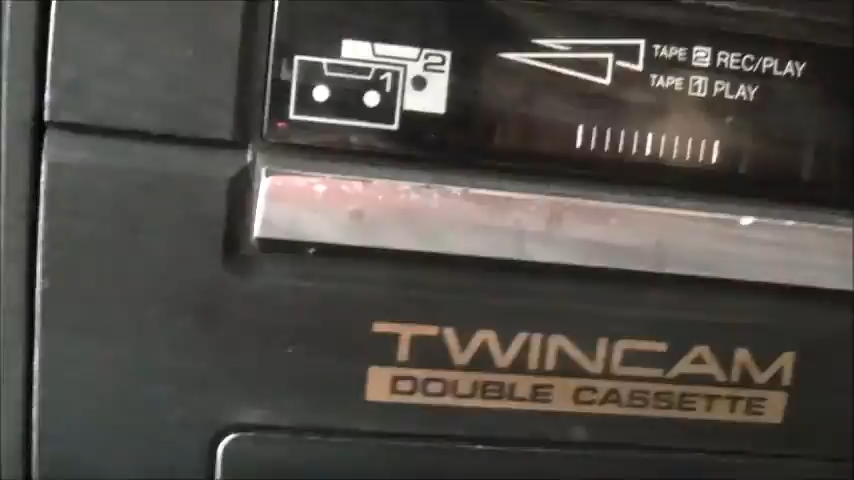 1 2
TAPE 2 REC/PLAY
TAPE 1 PLAY
TWINCAM
DOUBLE CASSETTE